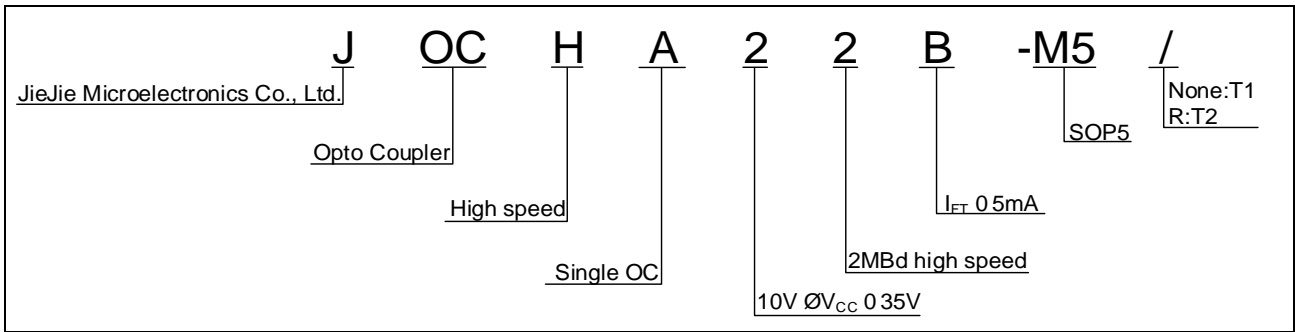 J OC H A 2 2 B -M5 /
JieJie Microelectronics Co., Ltd.
None:T1
R:T2
SOP5
Opto Coupler
High speed
IFT 0 5mA
Single OC
2MBd high speed
10V ØVCC 0 35V